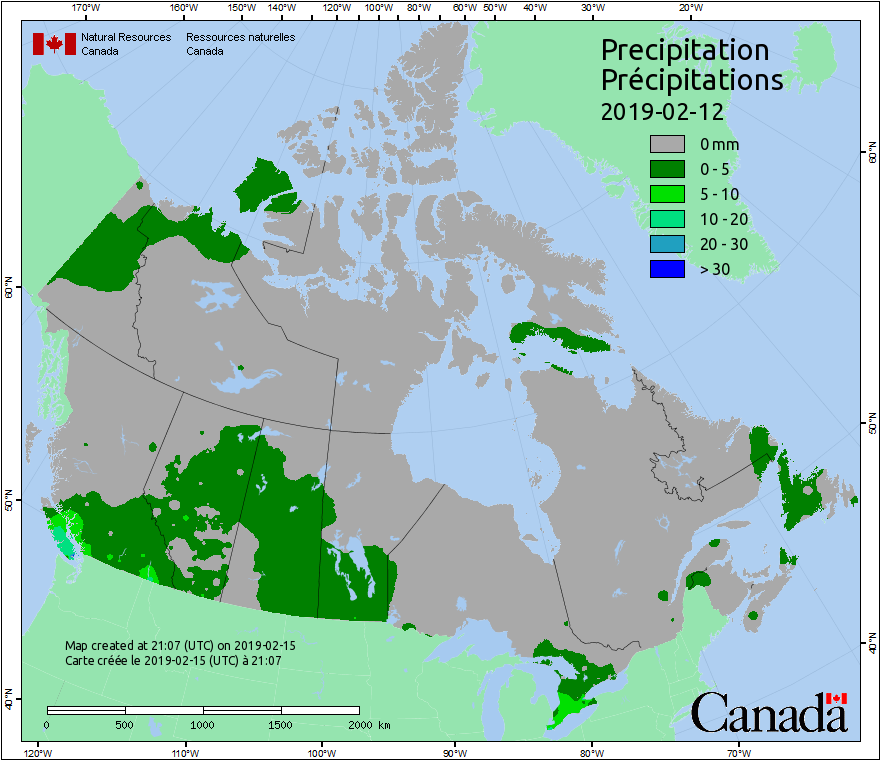 170°W 160°W 150°W 140°W 130°W 120°W 110°W 100°W 90°W 80°W 60°W 50°W 40°W 30°W 20°W
Natural Resources Ressources naturelles
Canada Canada
Precipitation
Précipitations
2019-02-12
0 mm
0 - 5
5 - 10
10 - 20
20 - 30
> 30
60°N
60°N
50°N
50°N
40°N
40°N
Map created at 21:07 (UTC) on 2019-02-15
Carte créée le 2019-02-15 (UTC) à 21:07
0 500 1000 1500 2000 km
Canada
120°W 110°W 100°W 90°W 80°W 70°W